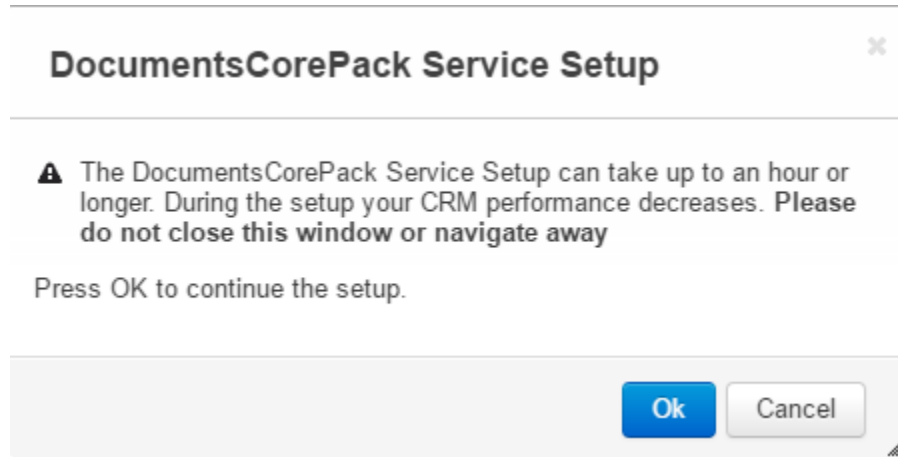 DocumentsCorePack Service Setup
The DocumentsCorePack Service Setup can take up to an hour or
longer. During the setup your CRM performance decreases. Please
do not close this window or navigate away
Press OK to continue the setup.
Ok
Cancel